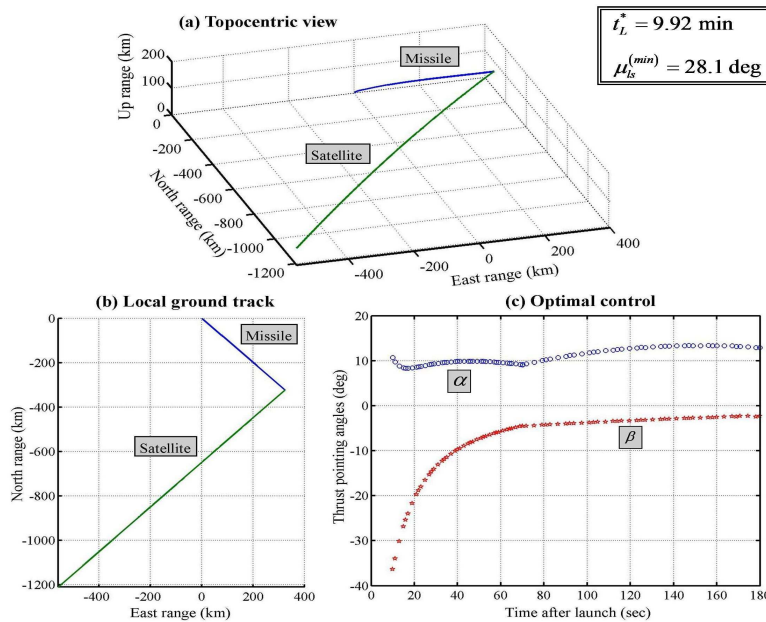 (a) Topocentric view
t*L = 9.92 min
μls(min) = 28.1 deg
Up range (km)
200
100
0
0
-200
-400
-600
-800
-1000
-1200
North range (km)
-400
-200
0
200
400
East range (km)
Missile
Satellite
(b) Local ground track
0
-200
-400
-600
-800
-1000
-1200
North range (km)
-400
-200
0
200
400
East range (km)
Missile
Satellite
(c) Optimal control
20
10
0
-10
-20
-30
-40
Thrust pointing angles (deg)
0
20
40
60
80
100
120
140
160
180
Time after launch (sec)
α
β